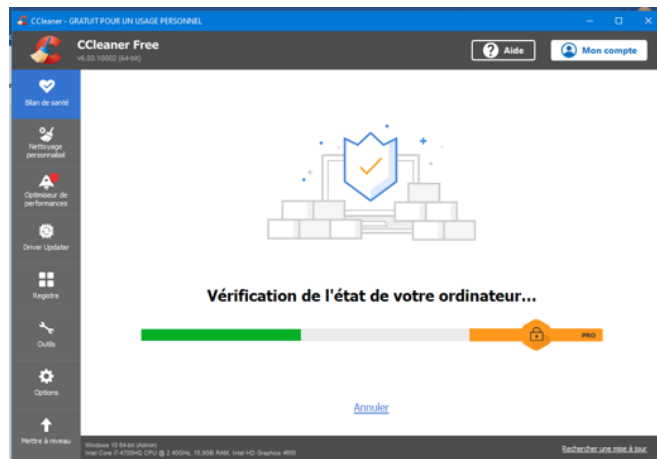 CCleaner - GRATUIT POUR UN USAGE PERSONNEL
CCleaner Free
v6.03.10002 (64-bit)
Aide
Mon compte
Bilan de santé
Nettoyage
personnalisé
Optimiseur de
performances
Driver Updater
Registre
Outils
Options
Mettre à niveau
Vérification de l'état de votre ordinateur...
PRO
Annuler
Windows 10 64-bit (Admin)
Intel Core i7-4700HQ CPU @ 2.40GHz, 15,9GB RAM, Intel HD Graphics 4600
Rechercher une mise à jour